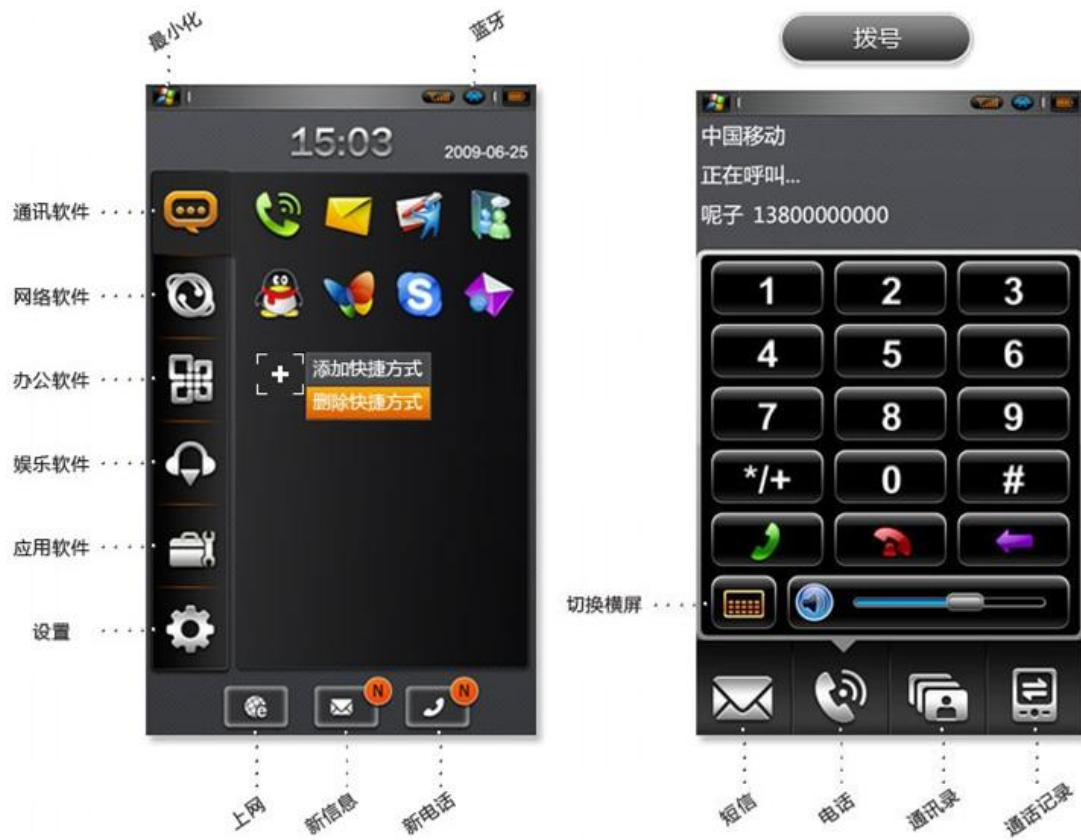 最小化
蓝牙
拨号
15:03
2009-06-25
通讯软件
网络软件
办公软件
娱乐软件
应用软件
设置
S
添加快捷方式
删除快捷方式
N
N
上网
新信息
新电话
中国移动
正在呼叫...
呢子 13800000000
1 2 3
4 5 6
7 8 9
*/+ 0 #
切换横屏
短信
电话
通讯录
通话记录